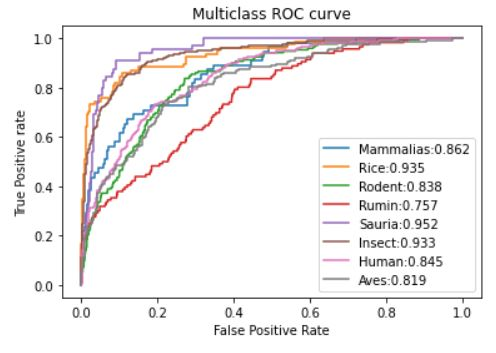 Multiclass ROC curve
True Positive rate
1.0
0.8
0.6
0.4
0.2
0.0
Mammalias:0.862
Rice:0.935
Rodent:0.838
Rumin:0.757
Sauria:0.952
Insect:0.933
Human:0.845
Aves:0.819
0.0 0.2 0.4 0.6 0.8 1.0
False Positive Rate